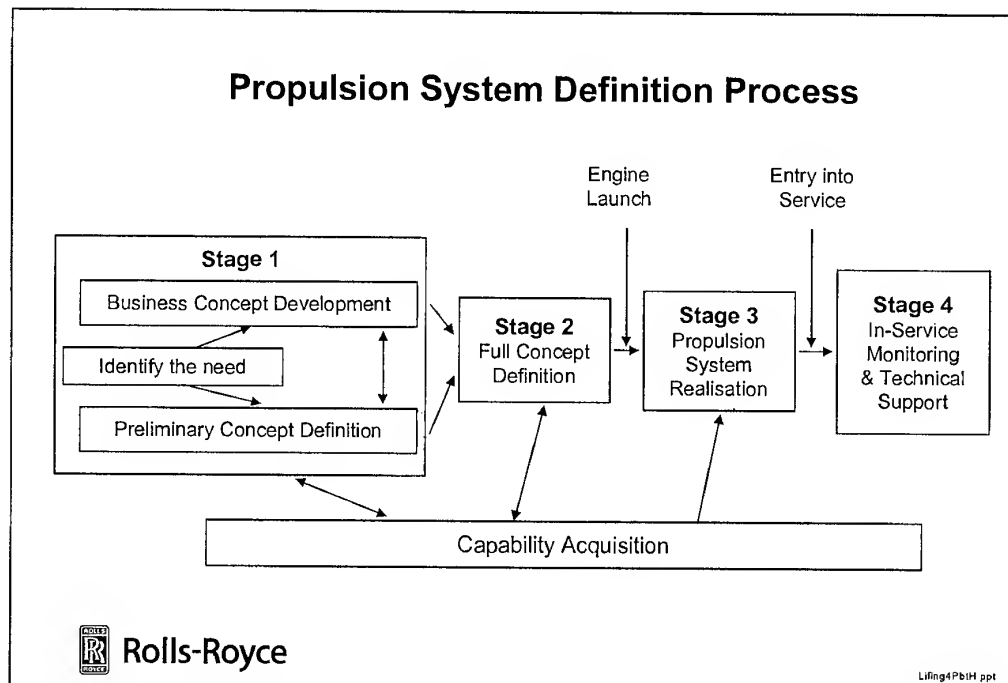 Propulsion System Definition Process
Engine
Launch
Entry into
Service
Stage 1
Business Concept Development
Identify the need
Preliminary Concept Definition
Stage 2
Full Concept
Definition
Stage 3
Propulsion
System
Realisation
Stage 4
In-Service
Monitoring
& Technical
Support
Capability Acquisition
ROLLS
RR
ROYCE
Rolls-Royce
Lifing4PbtH ppt